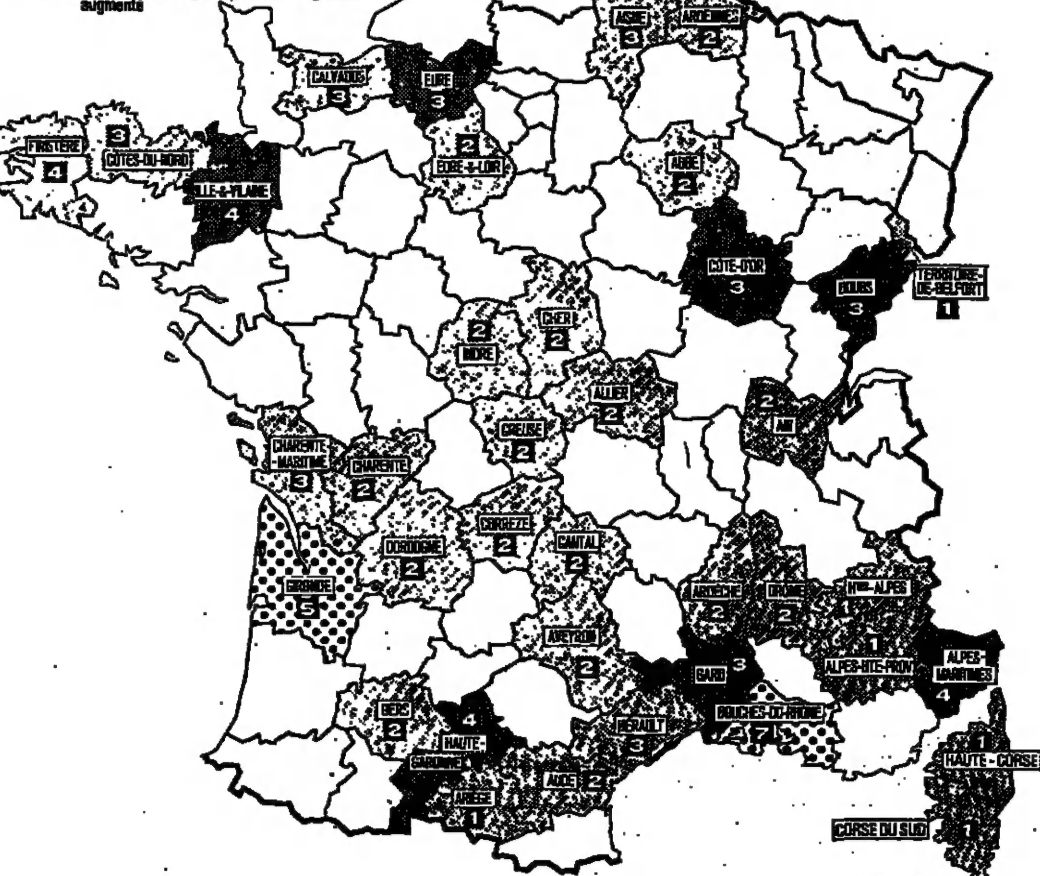 augmente
AISNE
3
ARDENNES
2
CALVADOS
3
EURE
3
FINISTERE
4
3
CÔTES-DU-NORD
ILLE-&-VILAINE
4
2
EURE-&-LOIR
AUBE
2
CÔTE-D'OR
3
DOUBS
3
TERRITOIRE-
DE-BELFORT
1
CHER
2
2
INDRE
ALLIER
2
2
AIN
CREUSE
2
CHARENTE
-MARITIME
3
CHARENTE
2
CORREZE
2
CANTAL
2
DORDOGNE
2
GIRONDE
5
ARDECHE
2
DROME
2
Htes-ALPES
1
1
ALPES-HTE-PROV
ALPES-
MARITIMES
4
AVEYRON
2
GARD
3
BOUCHES-DU-RHONE
7
GERS
2
4
HAUTE-
GARONNE
HÉRAULT
3
AUDE
2
ARIEGE
1
1
HAUTE-CORSE
CORSE DU SUD
1